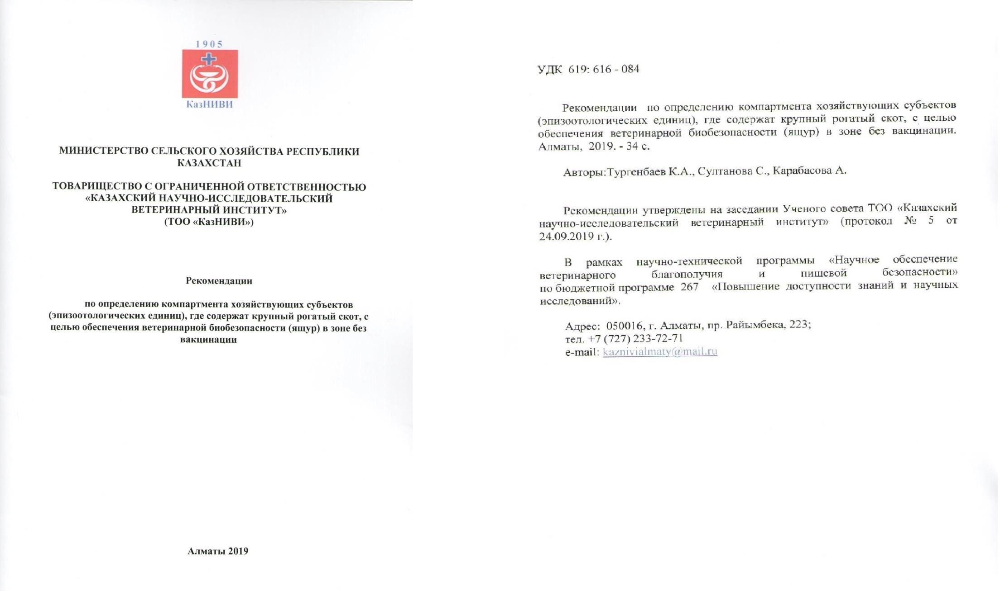 1905
КазНИВИ
МИНИСТЕРСТВО СЕЛЬСКОГО ХОЗЯЙСТВА РЕСПУБЛИКИ
КАЗАХСТАН
ТОВАРИЩЕСТВО С ОГРАНИЧЕННОЙ ОТВЕТСТВЕННОСТЬЮ
«КАЗАХСКИЙ НАУЧНО-ИССЛЕДОВАТЕЛЬСКИЙ
ВЕТЕРИНАРНЫЙ ИНСТИТУТ»
(ТОО «КазНИВИ»)
Рекомендации
по определению компартмента хозяйствующих субъектов
(эпизоотологических единиц), где содержат крупный рогатый скот, с
целью обеспечения ветеринарной биобезопасности (ящур) в зоне без
вакцинации
Алматы 2019
УДК 619: 616 - 084
Рекомендации по определению компартмента хозяйствующих субъектов
(эпизоотологических единиц), где содержат крупный рогатый скот, с целью
обеспечения ветеринарной биобезопасности (ящур) в зоне без вакцинации.
Алматы, 2019. - 34 с.
Авторы:Тургенбаев К.А., Султанова С., Карабасова А.
Рекомендации утверждены на заседании Ученого совета ТОО «Казахский
научно-исследовательский ветеринарный институт» (протокол № 5 от
24.09.2019 г.).
В рамках научно-технической программы «Научное обеспечение
ветеринарного благополучия и пищевой безопасности»
по бюджетной программе 267 «Повышение доступности знаний и научных
исследований».
Адрес: 050016, г. Алматы, пр. Райымбека, 223;
тел. +7 (727) 233-72-71
e-mail: kaznivialmaty@mail.ru